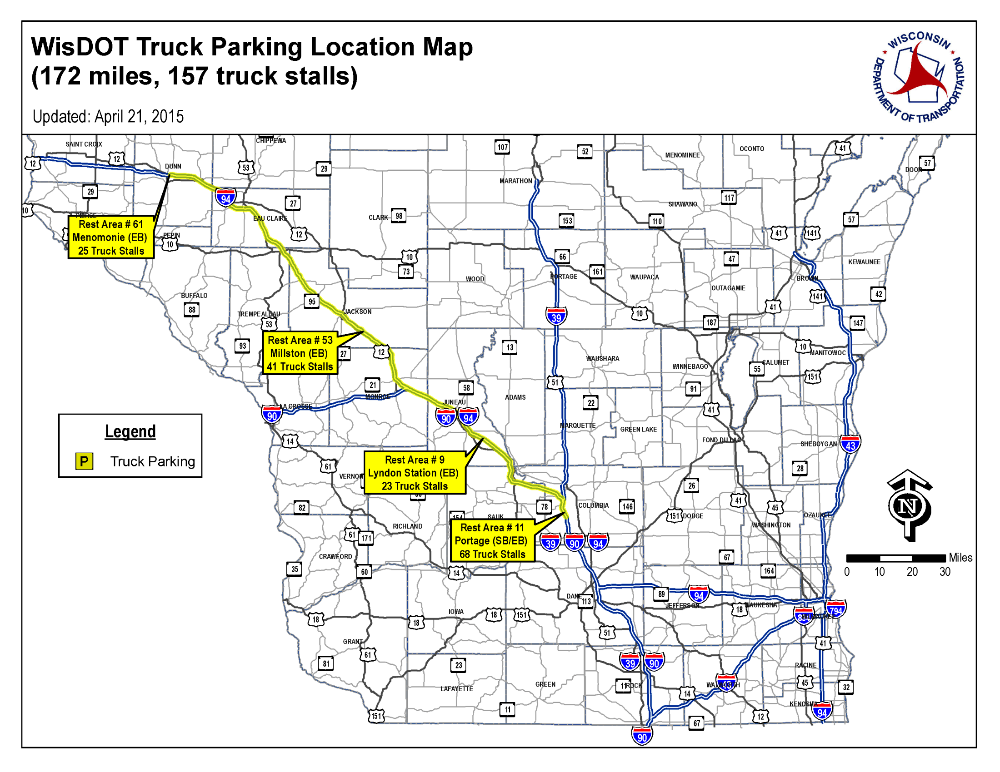 WisDOT Truck Parking Location Map
(172 miles, 157 truck stalls)
Updated: April 21, 2015
WISCONSIN
DEPARTMENT OF TRANSPORTATION
SAINT CROIX
CHIPPEWA
12
12
DUNN
53
29
107
52
MENOMINEE
OCONTO
41
57
DOOR
29
94
27
MARATHON
SHAWANO
117
10
PIERCE
EAU CLAIRE
CLARK
98
153
110
57
Rest Area # 61
Menomonie (EB)
25 Truck Stalls
PEPIN
10
12
41
141
10
73
66
161
47
KEWAUNEE
WOOD
PORTAGE
WAUPACA
BROWN
OUTAGAMIE
BUFFALO
88
95
JACKSON
TREMPEALEAU
53
39
10
41
141
42
187
147
Rest Area # 53
Millston (EB)
41 Truck Stalls
93
27
12
13
WAUSHARA
WINNEBAGO
CALUMET
10
MANITOWOC
55
151
21
MONROE
58
51
91
LA CROSSE
90
JUNEAU
90
94
ADAMS
22
41
MARQUETTE
GREEN LAKE
FOND DU LAC
SHEBOYGAN
43
Legend
P Truck Parking
14
61
VERNON
Rest Area # 9
Lyndon Station (EB)
23 Truck Stalls
28
26
N
82
78
COLUMBIA
146
41
45
151
DODGE
OZAUKEE
WASHINGTON
154
SAUK
RICHLAND
61
171
Rest Area # 11
Portage (SB/EB)
68 Truck Stalls
39
90
94
CRAWFORD
35
60
14
67
164
Miles
0 10 20 30
DANE
113
89
94
JEFFERSON
18
WAUKESHA
794
18
18
IOWA
18
151
51
41
GRANT
61
81
23
39
90
RACINE
LAFAYETTE
GREEN
11
ROCK
WALWORTH
14
45
32
KENOSHA
94
151
11
67
12
90